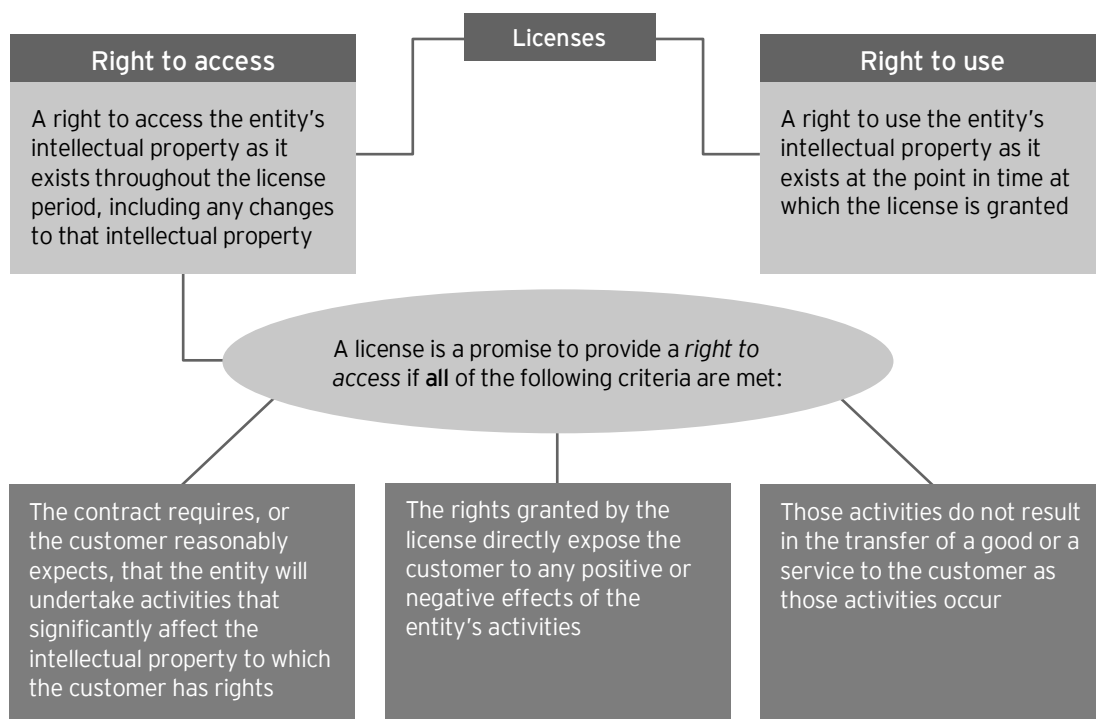 Licenses
Right to access
A right to access the entity's
intellectual property as it
exists throughout the license
period, including any changes
to that intellectual property
Right to use
A right to use the entity's
intellectual property as it
exists at the point in time at
which the license is granted
A license is a promise to provide a right to
access if all of the following criteria are met:
The contract requires, or
the customer reasonably
expects, that the entity will
undertake activities that
significantly affect the
intellectual property to which
the customer has rights
The rights granted by the
license directly expose the
customer to any positive or
negative effects of the
entity's activities
Those activities do not result
in the transfer of a good or a
service to the customer as
those activities occur